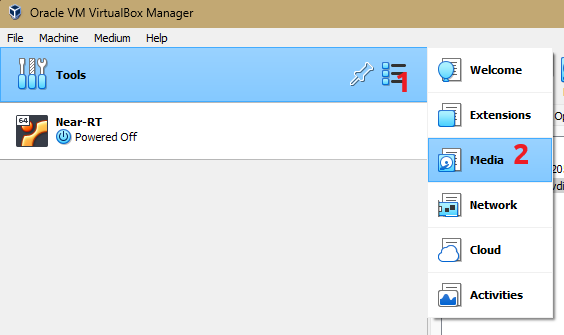 Oracle VM VirtualBox Manager
File Machine Medium Help
Tools
1
64
Near-RT
Powered Off
Welcome
Extensions
Media 2
Network
Cloud
Activities